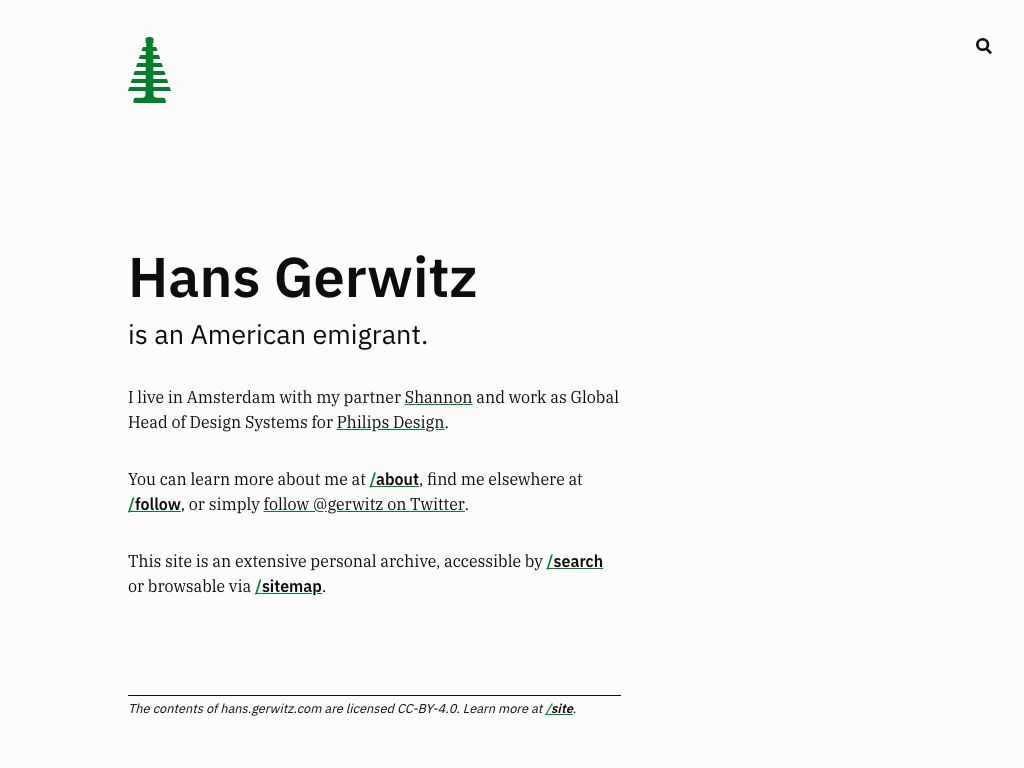 Hans Gerwitz
is an American emigrant.
I live in Amsterdam with my partner Shannon and work as Global
Head of Design Systems for Philips Design.
You can learn more about me at /about, find me elsewhere at
/follow, or simply follow @gerwitz on Twitter.
This site is an extensive personal archive, accessible by /search
or browsable via /sitemap.
The contents of hans.gerwitz.com are licensed CC-BY-4.0. Learn more at /site.